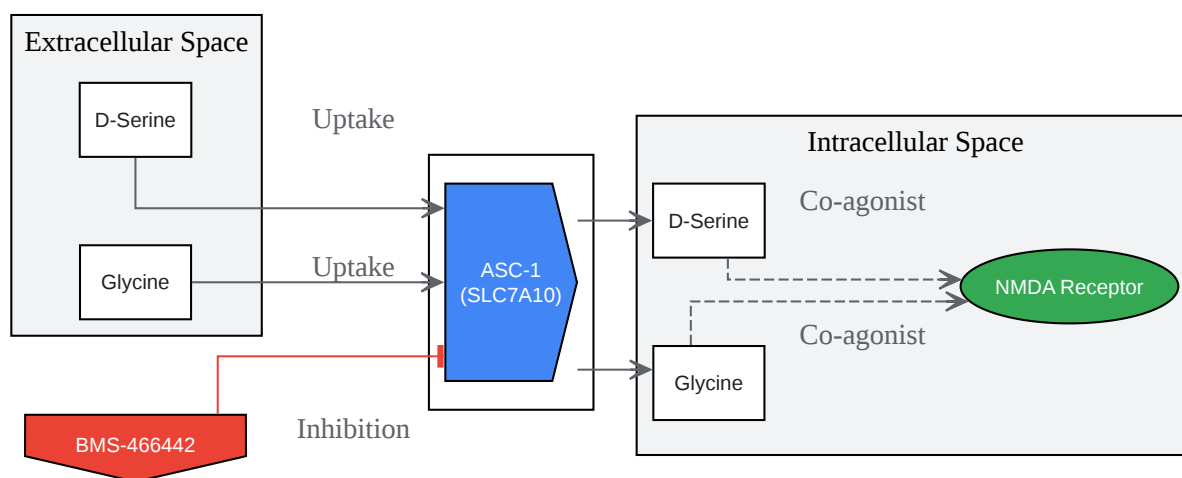 Extracellular Space
D-Serine
Uptake
Glycine
Uptake
BMS-466442
Inhibition
ASC-1
(SLC7A10)
Intracellular Space
D-Serine
Co-agonist
NMDA Receptor
Co-agonist
Glycine